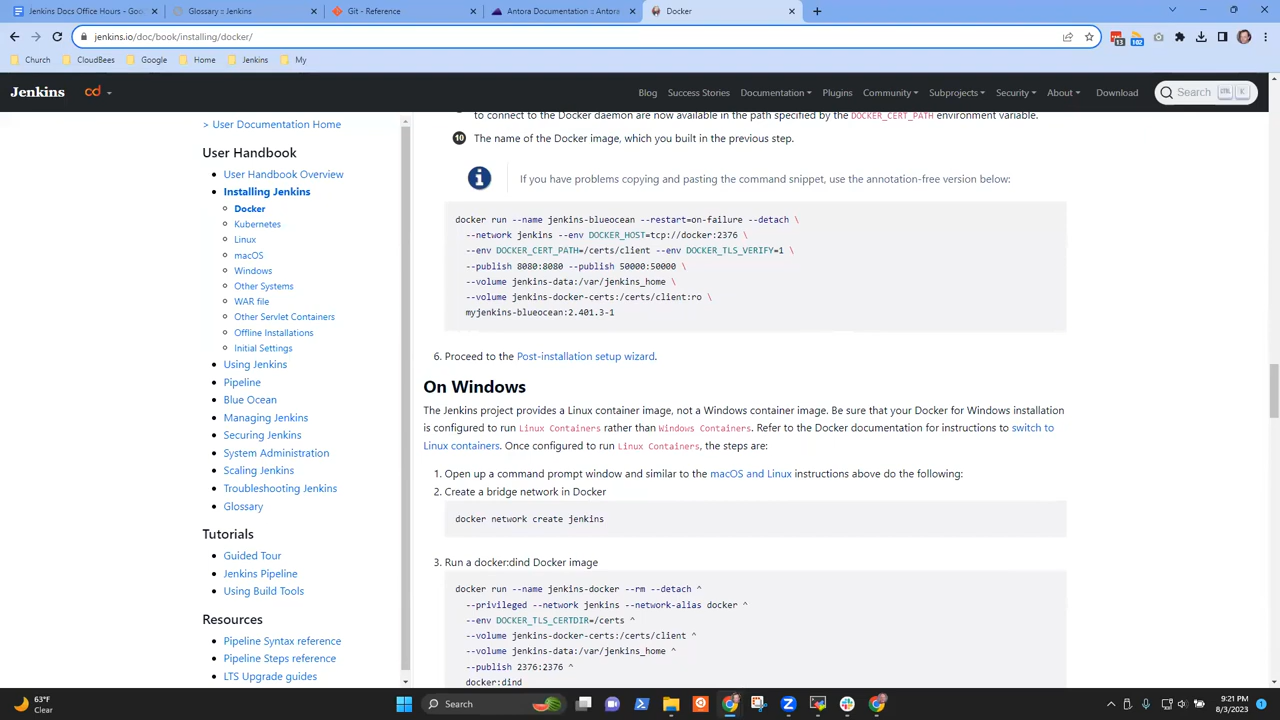 Jenkins Docs Office Hours - Goo
Glossary :: Jenkins
Git - Reference
Antora Documentation :: Antora
Docker
jenkins.io/doc/book/installing/docker/
13
102
Church
CloudBees
Google
Home
Jenkins
My
Jenkins
cd
Blog
Success Stories
Documentation
Plugins
Community
Subprojects
Security
About
Download
Search
K
> User Documentation Home
User Handbook
User Handbook Overview
Installing Jenkins
Docker
Kubernetes
Linux
macOS
Windows
Other Systems
WAR file
Other Servlet Containers
Offline Installations
Initial Settings
Using Jenkins
Pipeline
Blue Ocean
Managing Jenkins
Securing Jenkins
System Administration
Scaling Jenkins
Troubleshooting Jenkins
Glossary
Tutorials
Guided Tour
Jenkins Pipeline
Using Build Tools
Resources
Pipeline Syntax reference
Pipeline Steps reference
LTS Upgrade guides
to connect to the Docker daemon are now available in the path specified by the DOCKER_CERT_PATH environment variable.
10 The name of the Docker image, which you built in the previous step.
If you have problems copying and pasting the command snippet, use the annotation-free version below:
docker run --name jenkins-blueocean --restart=on-failure --detach \
--network jenkins --env DOCKER_HOST=tcp://docker:2376 \
--env DOCKER_CERT_PATH=/certs/client --env DOCKER_TLS_VERIFY=1 \
--publish 8080:8080 --publish 50000:50000 \
--volume jenkins-data:/var/jenkins_home \
--volume jenkins-docker-certs:/certs/client:ro \
myjenkins-blueocean:2.401.3-1
6. Proceed to the Post-installation setup wizard.
On Windows
The Jenkins project provides a Linux container image, not a Windows container image. Be sure that your Docker for Windows installation
is configured to run Linux Containers rather than Windows Containers. Refer to the Docker documentation for instructions to switch to
Linux containers. Once configured to run Linux Containers, the steps are:
1. Open up a command prompt window and similar to the macOS and Linux instructions above do the following:
2. Create a bridge network in Docker
docker network create jenkins
3. Run a docker:dind Docker image
docker run --name jenkins-docker --rm --detach ^
--privileged --network jenkins --network-alias docker ^
--env DOCKER_TLS_CERTDIR=/certs ^
--volume jenkins-docker-certs:/certs/client ^
--volume jenkins-data:/var/jenkins_home ^
--publish 2376:2376 ^
docker:dind
63°F
Clear
Search
9:21 PM
8/3/2023